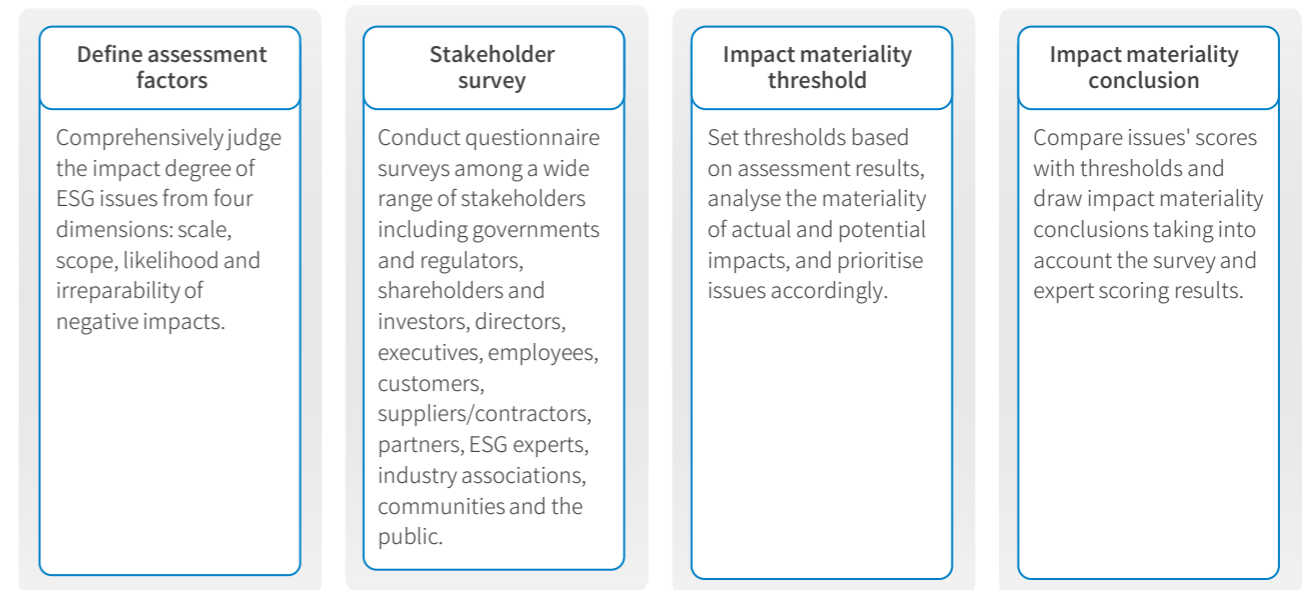 Define assessment
factors
Comprehensively judge
the impact degree of
ESG issues from four
dimensions: scale,
scope, likelihood and
irreparability of
negative impacts.
Stakeholder
survey
Conduct questionnaire
surveys among a wide
range of stakeholders
including governments
and regulators,
shareholders and
investors, directors,
executives, employees,
customers,
suppliers/contractors,
partners, ESG experts,
industry associations,
communities and the
public.
Impact materiality
threshold
Set thresholds based
on assessment results,
analyse the materiality
of actual and potential
impacts, and prioritise
issues accordingly.
Impact materiality
conclusion
Compare issues' scores
with thresholds and
draw impact materiality
conclusions taking into
account the survey and
expert scoring results.